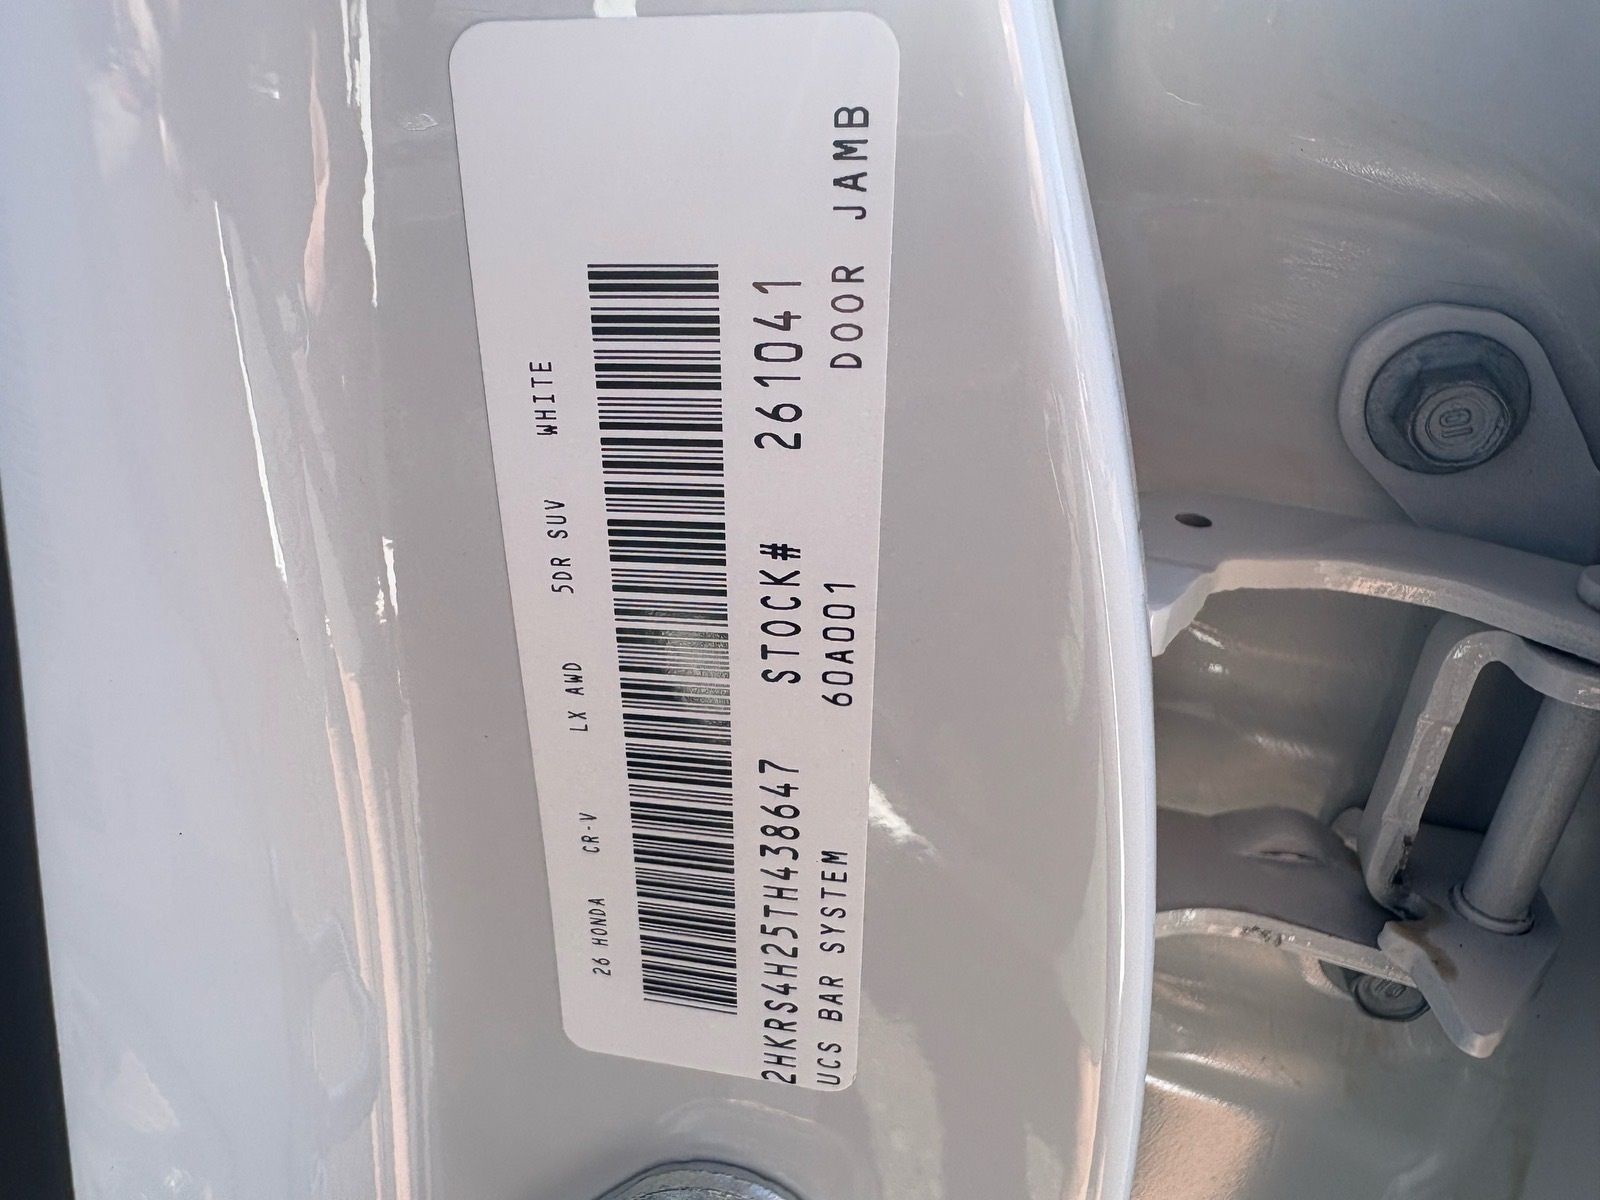 26 HONDA CR-V LX AWD 5DR SUV WHITE
2HKRS4H25TH438647 STOCK# 261041
UCS BAR SYSTEM 60A001 DOOR JAMB